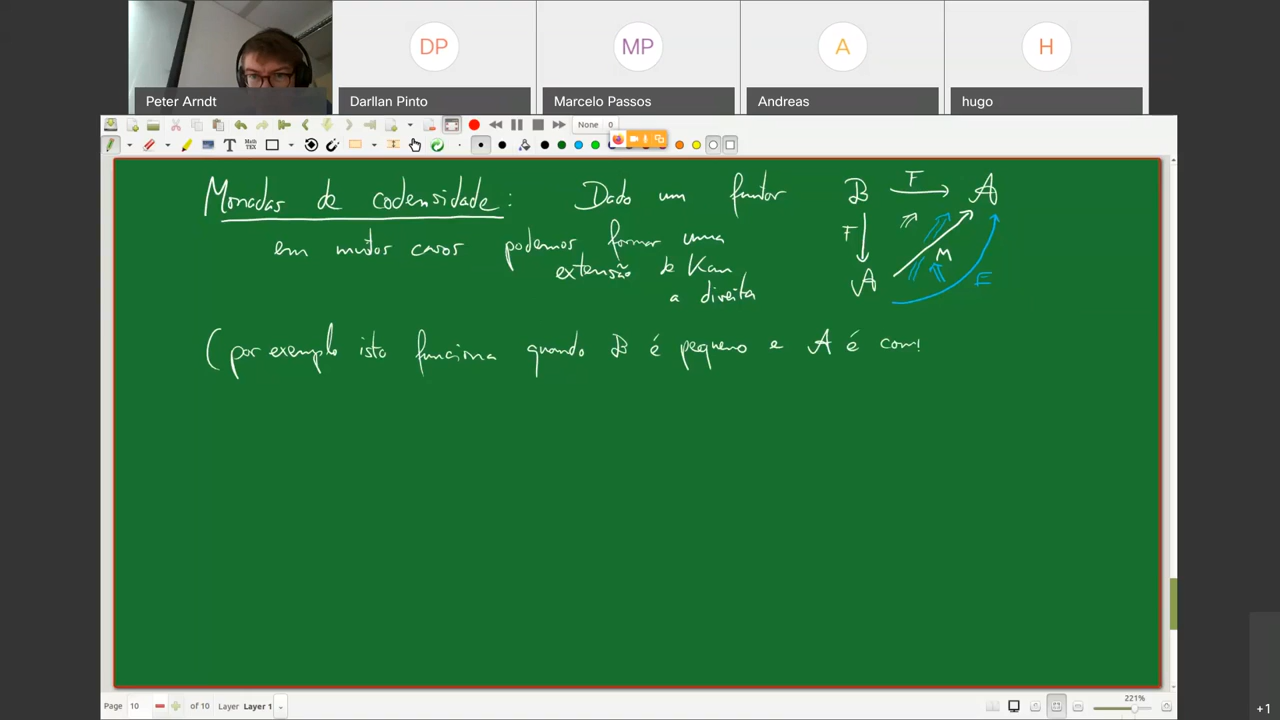 DP
MP
A
H
Peter Arndt
Darllan Pinto
Marcelo Passos
Andreas
hugo
None 0
Monadas de codensidade: Dado um funtor
B F A
em muitos casos podemos formar uma
F
extensão de Kan
M
a direita
A
E
(por exemplo isto funciona quando B é pequeno e A é com
Page 10 of 10 Layer Layer 1
221%
+1